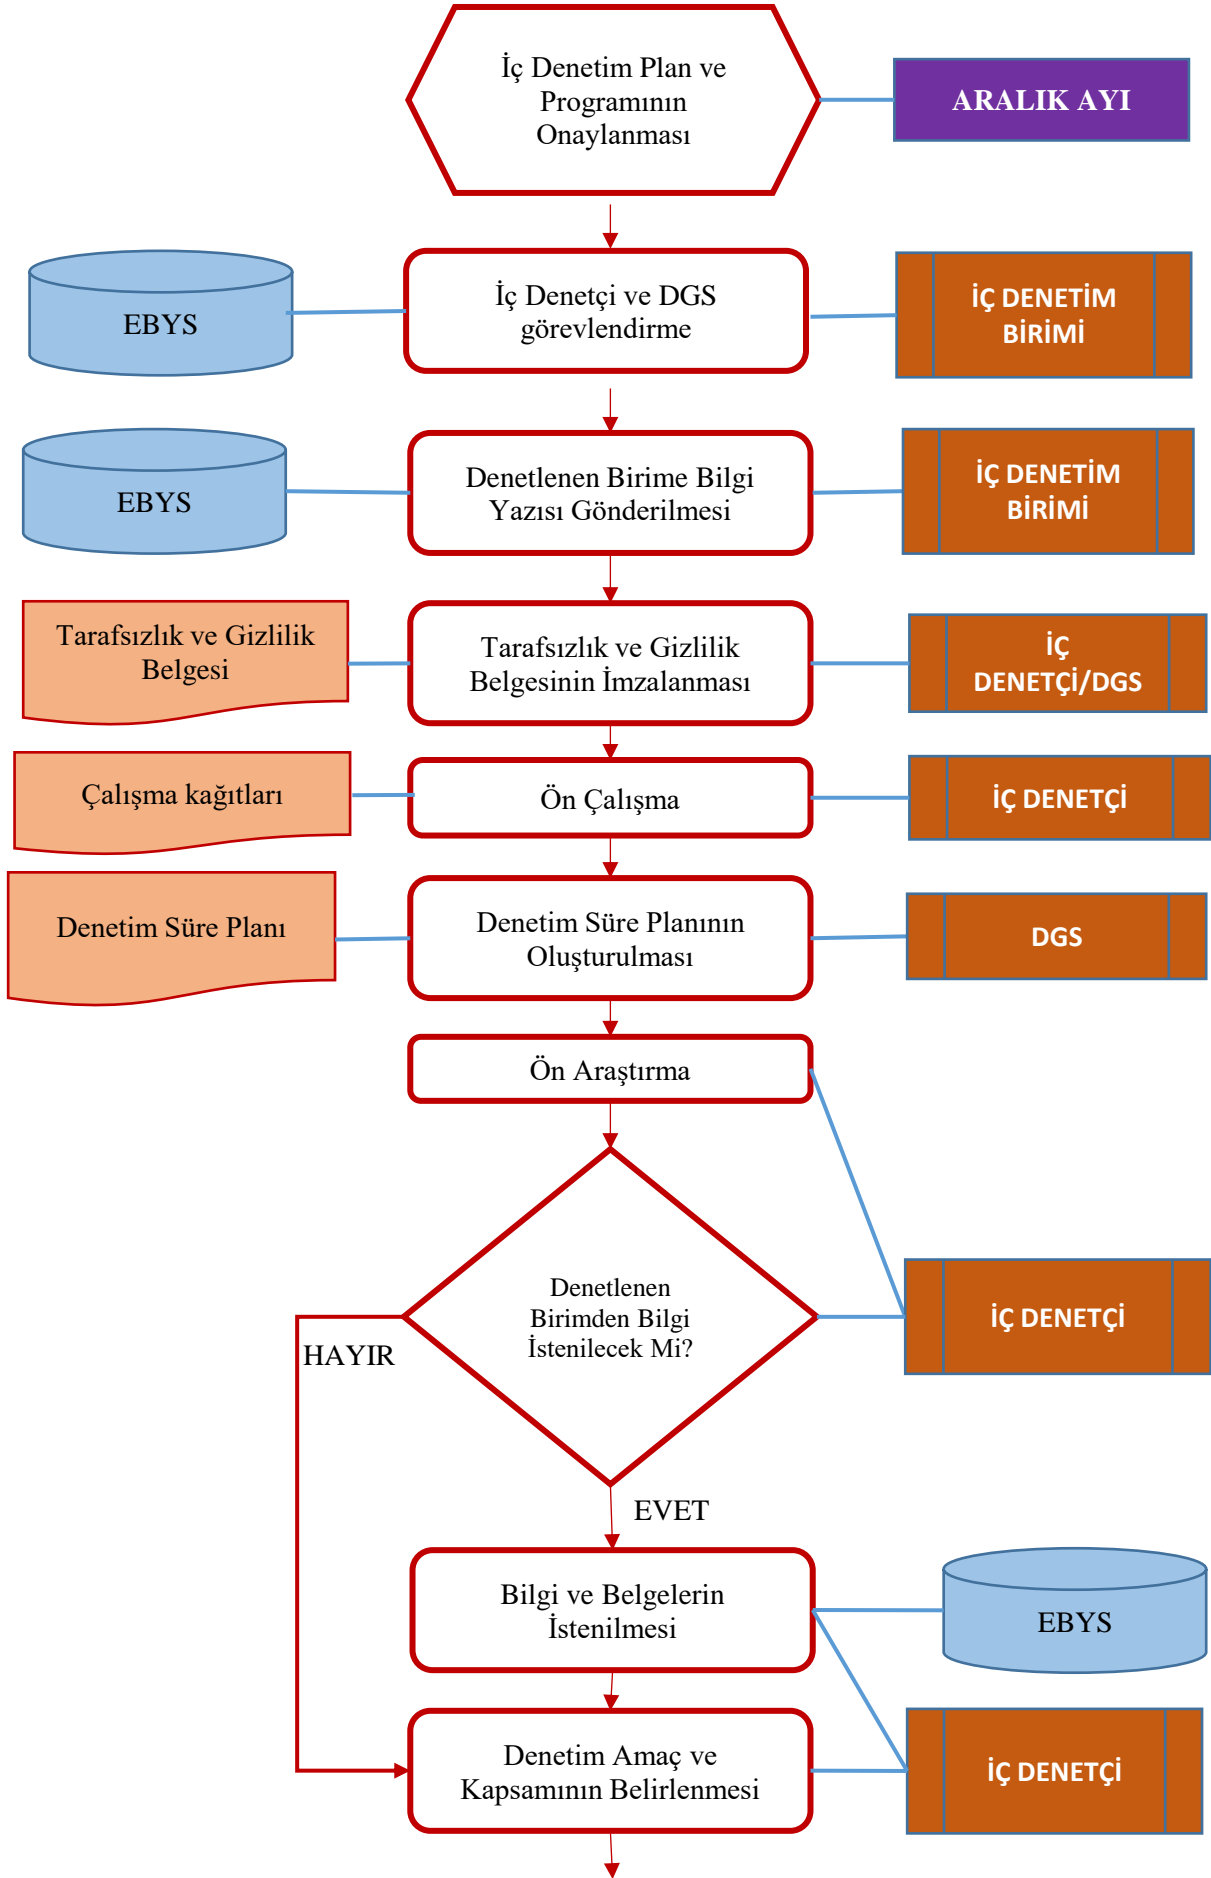 İç Denetim Plan ve
Programının
Onaylanması
ARALIK AYI
EBYS
İç Denetçi ve DGS
görevlendirme
İÇ DENETİM
BİRİMİ
EBYS
Denetlenen Birime Bilgi
Yazısı Gönderilmesi
İÇ DENETİM
BİRİMİ
Tarafsızlık ve Gizlilik
Belgesi
Tarafsızlık ve Gizlilik
Belgesinin İmzalanması
İÇ
DENETÇİ/DGS
Çalışma kağıtları
Ön Çalışma
İÇ DENETÇİ
Denetim Süre Planı
Denetim Süre Planının
Oluşturulması
DGS
Ön Araştırma
Denetlenen
Birimden Bilgi
İstenilecek Mi?
İÇ DENETÇİ
HAYIR
EVET
Bilgi ve Belgelerin
İstenilmesi
EBYS
Denetim Amaç ve
Kapsamının Belirlenmesi
İÇ DENETÇİ